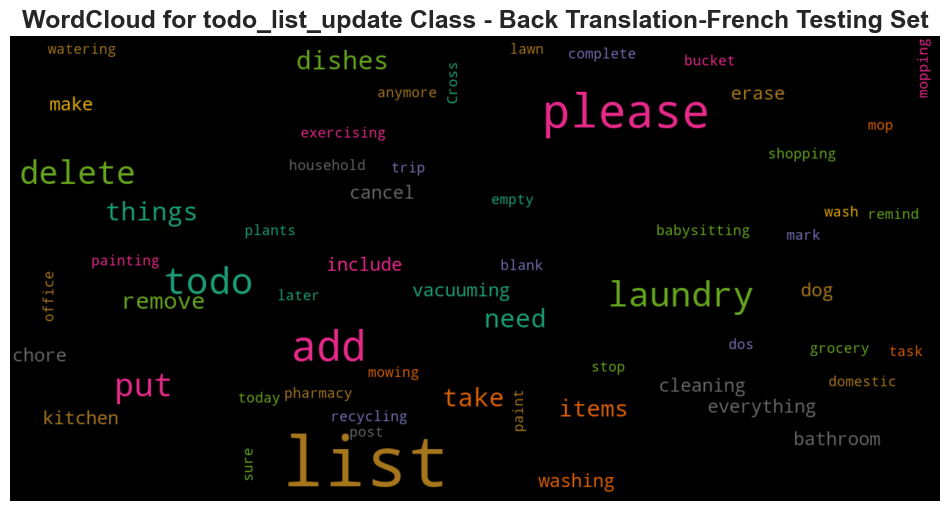 WordCloud for todo_list_update Class - Back Translation-French Testing Set
watering
dishes
lawn
complete
bucket
mopping
Cross
make
anymore
erase
please
exercising
mop
household
trip
shopping
delete
cancel
empty
things
wash
remind
plants
babysitting
mark
painting
include
blank
todo
office
later
vacuuming
laundry
dog
remove
need
add
dos
grocery
task
chore
mowing
stop
put
today
pharmacy
take
cleaning
domestic
everything
kitchen
recycling
paint
items
post
list
bathroom
sure
washing